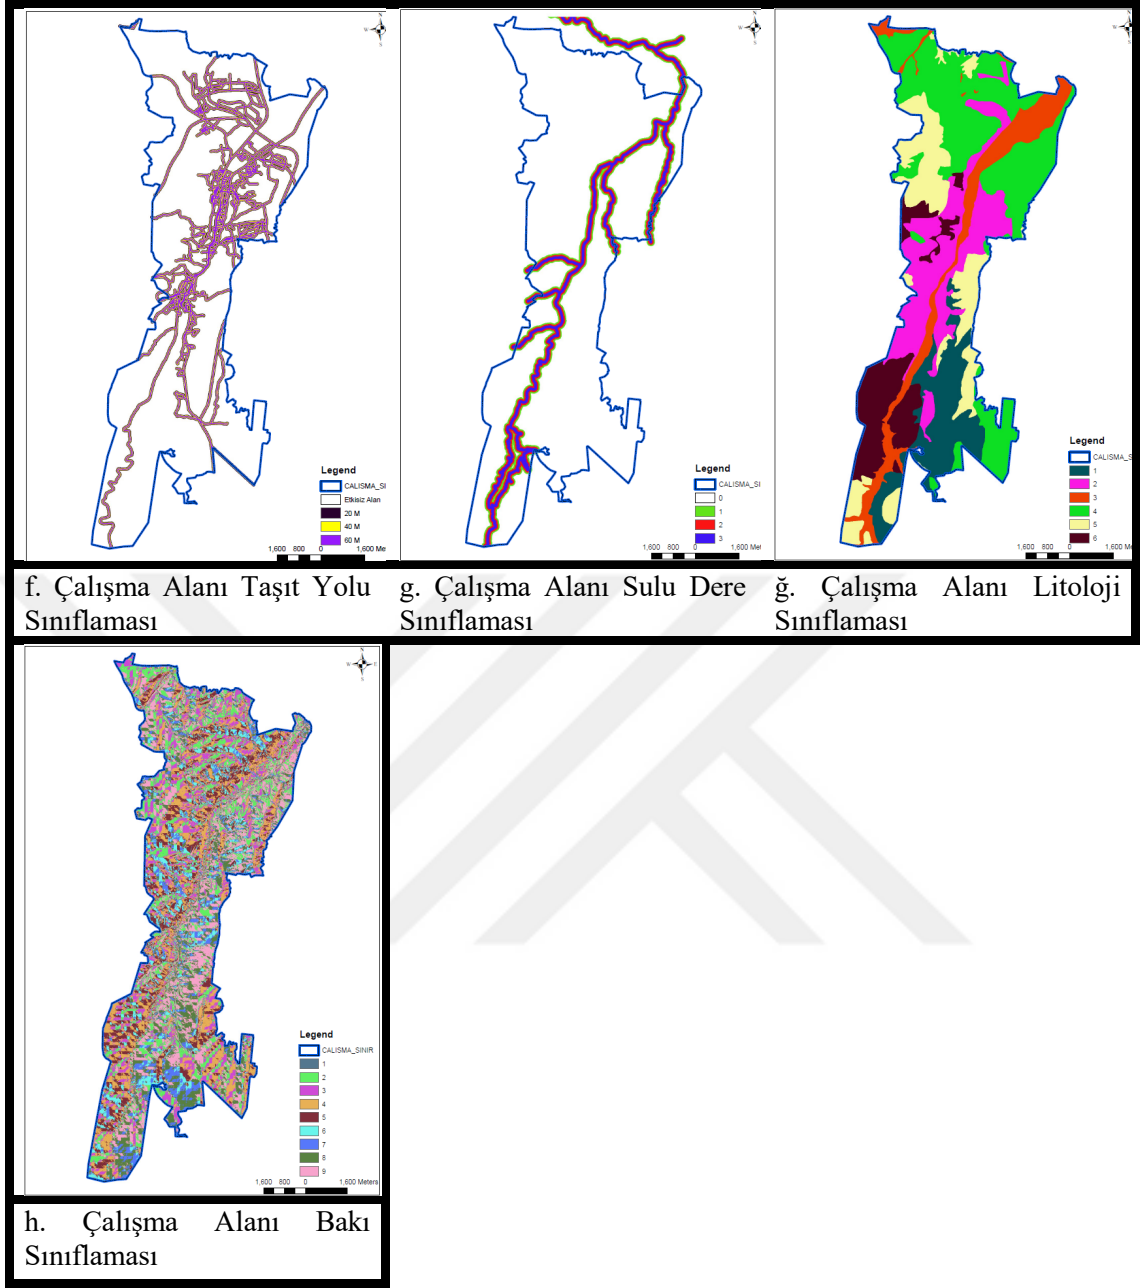 N
W
S
Legend
CALISMA_SI
Etkisiz Alan
20 M
40 M
60 M
1,600 800 0 1,600 Met
N
W
S
Legend
CALISMA_SI
0
1
2
3
1,600 800 0 1,600 Met
N
W
S
Legend
CALISMA_S
1
2
3
4
5
6
1,600 800 0 1,600 Me
f. Çalışma Alanı Taşıt Yolu
Sınıflaması
g. Çalışma Alanı Sulu Dere
Sınıflaması
ğ. Çalışma Alanı Litoloji
Sınıflaması
N
W E
S
Legend
CALISMA_SINIR
1
2
3
4
5
6
7
8
9
1,600 800 0 1,600 Meters
h. Çalışma Alanı Bakı
Sınıflaması